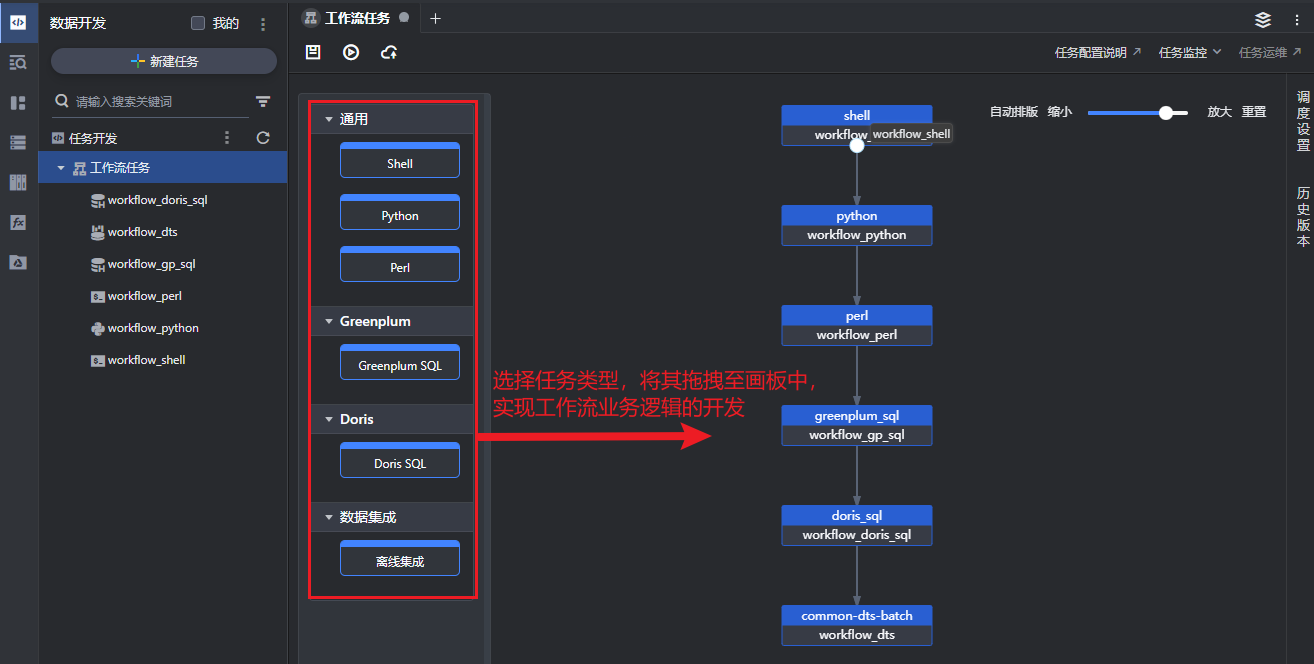 数据开发
我的
新建任务
请输入搜索关键词
任务开发
工作流任务
workflow_doris_sql
workflow_dts
workflow_gp_sql
workflow_perl
workflow_python
workflow_shell
工作流任务
任务配置说明
任务监控
任务运维
通用
Shell
Python
Perl
Greenplum
Greenplum SQL
Doris
Doris SQL
数据集成
离线集成
选择任务类型，将其拖拽至画板中，
实现工作流业务逻辑的开发
shell
workflow_
workflow_shell
python
workflow_python
perl
workflow_perl
greenplum_sql
workflow_gp_sql
doris_sql
workflow_doris_sql
common-dts-batch
workflow_dts
自动排版
缩小
放大
重置
调度设置
历史版本